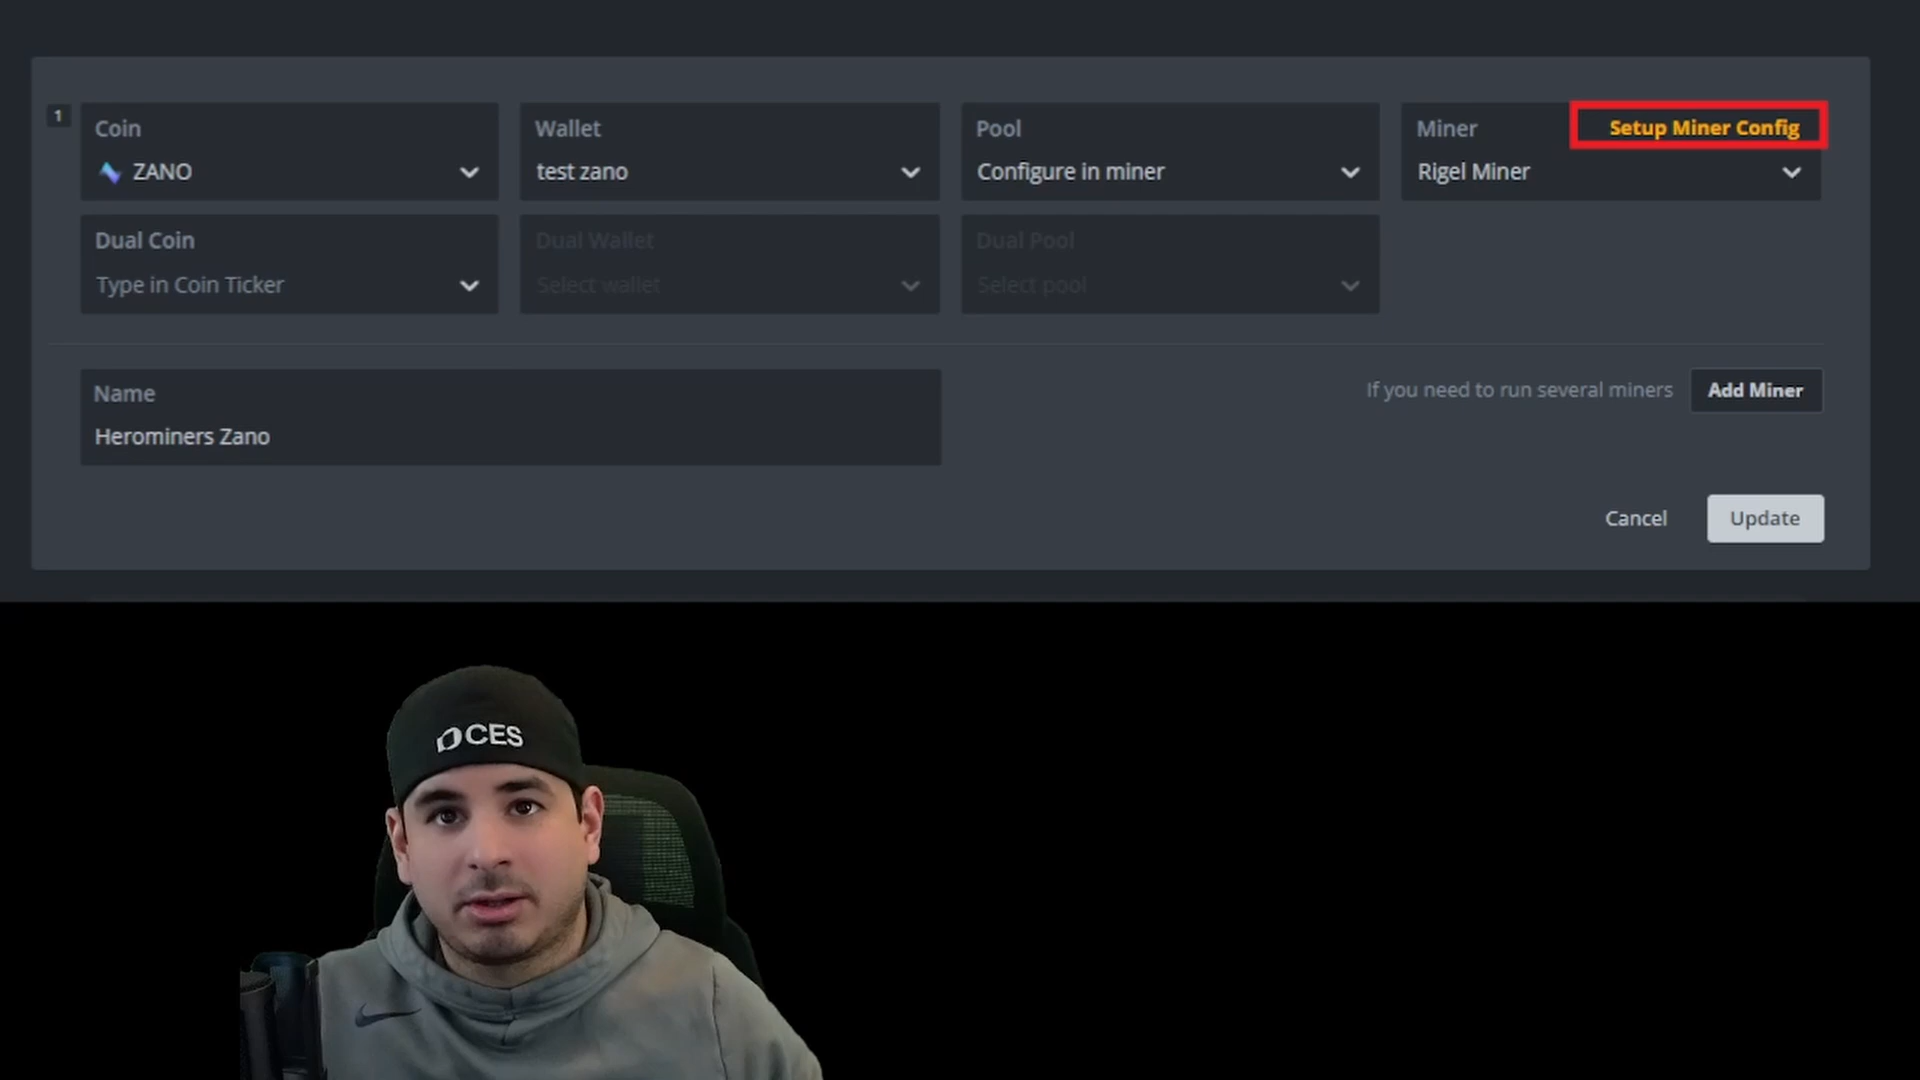 1
Coin
ZANO
Wallet
test zano
Pool
Configure in miner
Miner
Setup Miner Config
Rigel Miner
Dual Coin
Type in Coin Ticker
Dual Wallet
Select wallet
Dual Pool
Select pool
Name
Herominers Zano
If you need to run several miners
Add Miner
Cancel
Update
CES